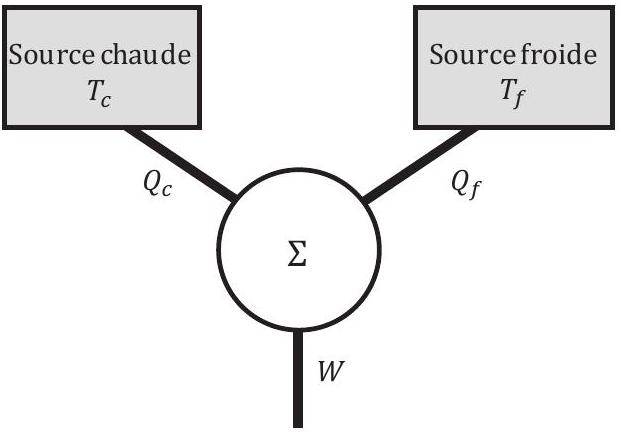 Source chaude
T_c
Source froide
T_f
Q_c
Q_f
Σ
W